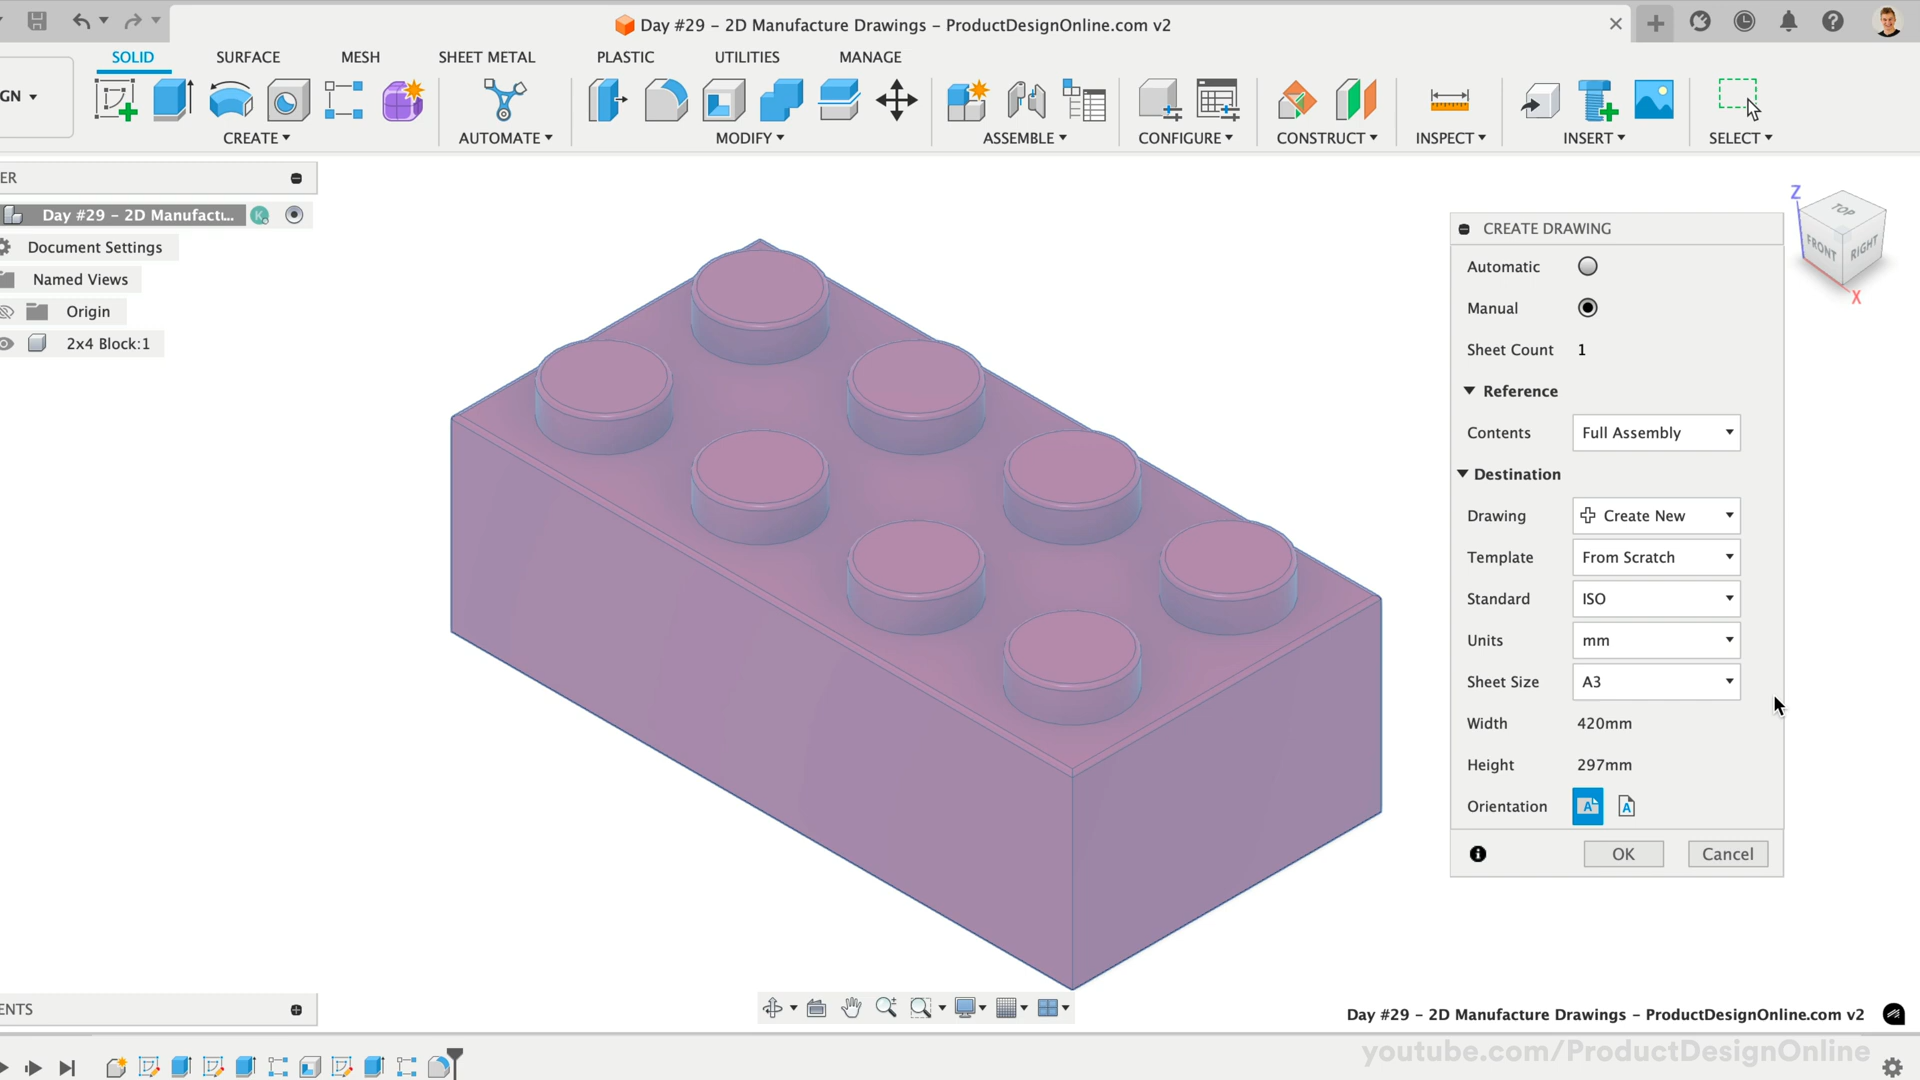 Day #29 - 2D Manufacture Drawings - ProductDesignOnline.com v2
SOLID SURFACE MESH SHEET METAL PLASTIC UTILITIES MANAGE
GN
CREATE AUTOMATE MODIFY ASSEMBLE CONFIGURE CONSTRUCT INSPECT INSERT SELECT
ER
Day #29 - 2D Manufactu... K
Document Settings
Named Views
Origin
2x4 Block:1
Z
TOP
FRONT
RIGHT
X
CREATE DRAWING
Automatic
Manual
Sheet Count 1
Reference
Contents Full Assembly
Destination
Drawing Create New
Template From Scratch
Standard ISO
Units mm
Sheet Size A3
Width 420mm
Height 297mm
Orientation A A
OK Cancel
ENTS
Day #29 - 2D Manufacture Drawings - ProductDesignOnline.com v2
youtube.com/ProductDesignOnline